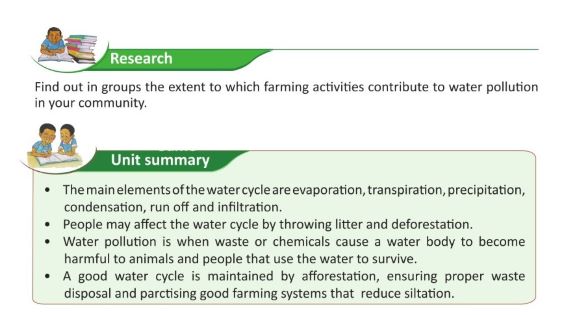 Research
Find out in groups the extent to which farming activities contribute to water pollution
in your community.
Unit summary
• The main elements of the water cycle are evaporation, transpiration, precipitation,
condensation, run off and infiltration.
• People may affect the water cycle by throwing litter and deforestation.
• Water pollution is when waste or chemicals cause a water body to become
harmful to animals and people that use the water to survive.
• A good water cycle is maintained by afforestation, ensuring proper waste
disposal and parctising good farming systems that reduce siltation.